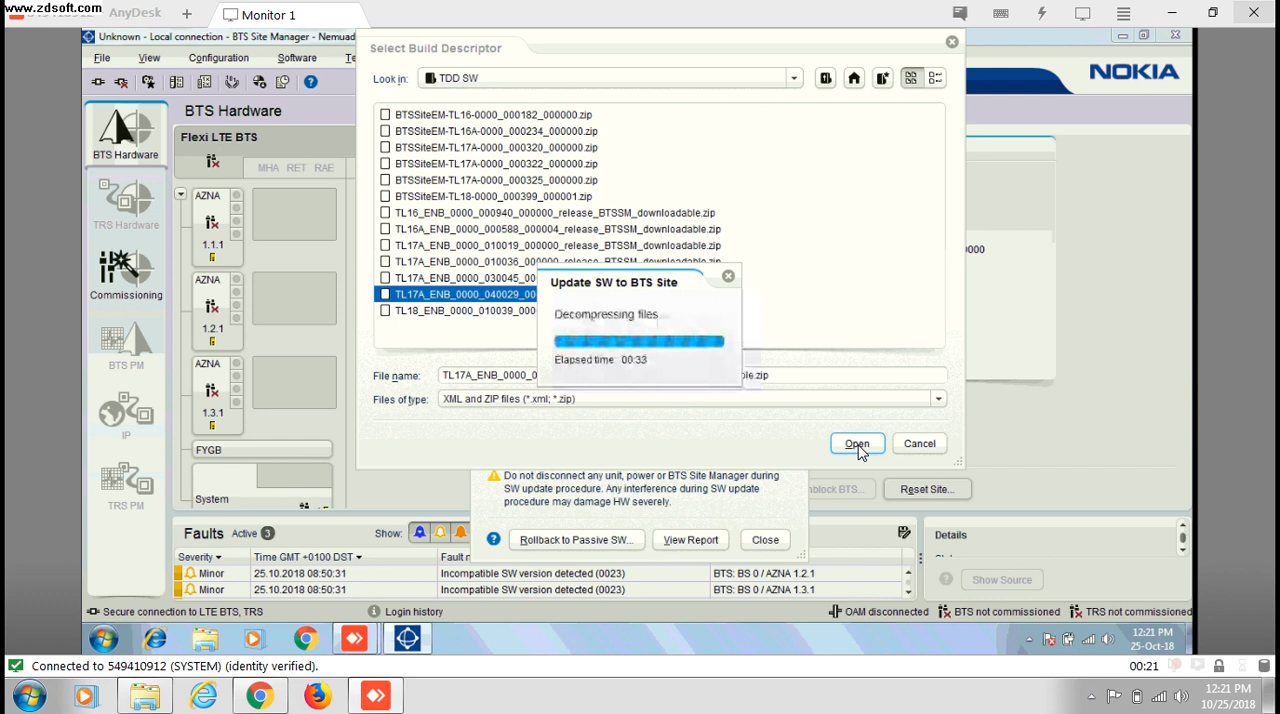 www.zdsoft.com
AnyDesk
Monitor 1
Unknown - Local connection - BTS Site Manager - Nemuad
File View Configuration Software
NOKIA
BTS Hardware
TRS Hardware
Commissioning
BTS PM
IP
TRS PM
BTS Hardware
Flexi LTE BTS
MHA RET RAE
AZNA
1.1.1
AZNA
1.2.1
AZNA
1.3.1
FYGB
System
Select Build Descriptor
Look in: TDD SW
BTSSiteEM-TL16-0000_000182_000000.zip
BTSSiteEM-TL16A-0000_000234_000000.zip
BTSSiteEM-TL17A-0000_000320_000000.zip
BTSSiteEM-TL17A-0000_000322_000000.zip
BTSSiteEM-TL17A-0000_000325_000000.zip
BTSSiteEM-TL18-0000_000399_000001.zip
TL16_ENB_0000_000940_000000_release_BTSSM_downloadable.zip
TL16A_ENB_0000_000588_000004_release_BTSSM_downloadable.zip
TL17A_ENB_0000_010019_000000_release_BTSSM_downloadable.zip
TL17A_ENB_0000_010036_000000_release_BTSSM_downloadable.zip
TL17A_ENB_0000_030045_00
TL17A_ENB_0000_040029_00
TL18_ENB_0000_010039_000
Update SW to BTS Site
Decompressing files...
Elapsed time: 00:33
File name: TL17A_ENB_0000_0 ble.zip
Files of type: XML and ZIP files (*.xml; *.zip)
Open Cancel
0000
Do not disconnect any unit, power or BTS Site Manager during
SW update procedure. Any interference during SW update
procedure may damage HW severely.
nblock BTS... Reset Site...
Rollback to Passive SW... View Report Close
Faults Active 3 Show:
Severity Time GMT +0100 DST Fault n
Minor 25.10.2018 08:50:31 Incompatible SW version detected (0023) BTS: BS 0 / AZNA 1.2.1
Minor 25.10.2018 08:50:31 Incompatible SW version detected (0023) BTS: BS 0 / AZNA 1.3.1
Details
Show Source
Secure connection to LTE BTS, TRS Login history OAM disconnected BTS not commissioned TRS not commissioned
12:21 PM
25-Oct-18
Connected to 549410912 (SYSTEM) (identity verified). 00:21
12:21 PM
10/25/2018